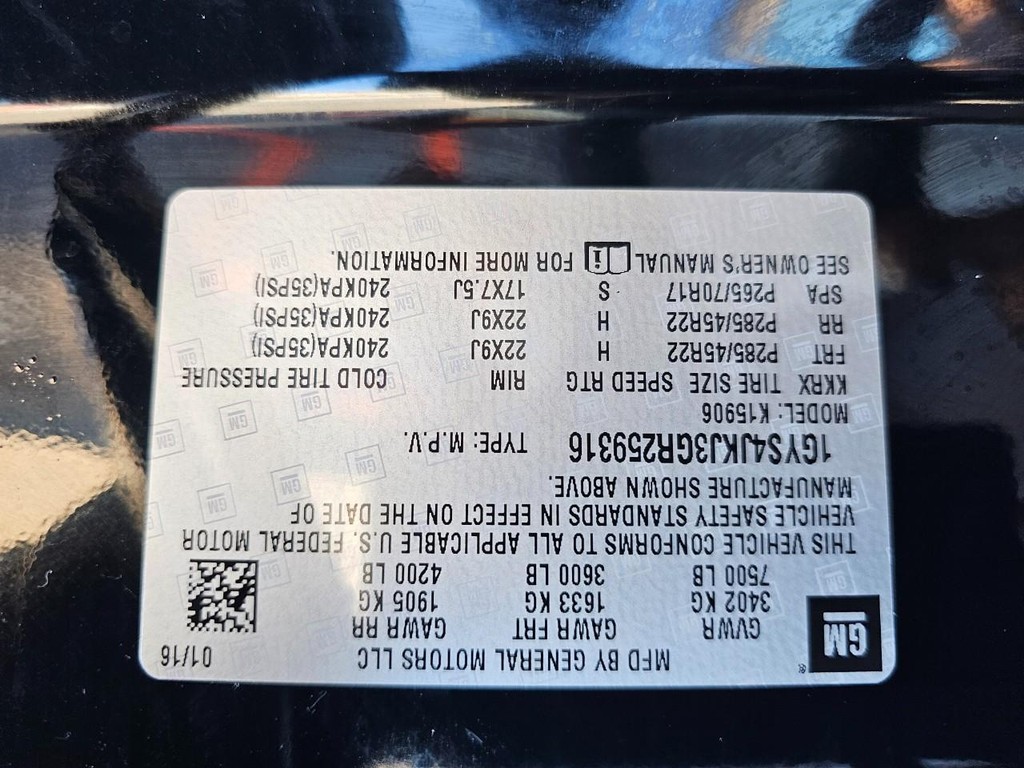 GM®
MFD BY GENERAL MOTORS LLC 01/16
GVWR GAWR FRT GAWR RR
3402 KG 1633 KG 1905 KG
7500 LB 3600 LB 4200 LB
THIS VEHICLE CONFORMS TO ALL APPLICABLE U.S. FEDERAL MOTOR
VEHICLE SAFETY STANDARDS IN EFFECT ON THE DATE OF
MANUFACTURE SHOWN ABOVE.
1GYS4JKJ3GR259316 TYPE: M.P.V.
MODEL: K15906
KKRX TIRE SIZE SPEED RTG RIM COLD TIRE PRESSURE
FRT P285/45R22 H 22X9J 240KPA(35PSI)
RR P285/45R22 H 22X9J 240KPA(35PSI)
SPA P265/70R17 S 17X7.5J 240KPA(35PSI)
SEE OWNER'S MANUAL i FOR MORE INFORMATION.